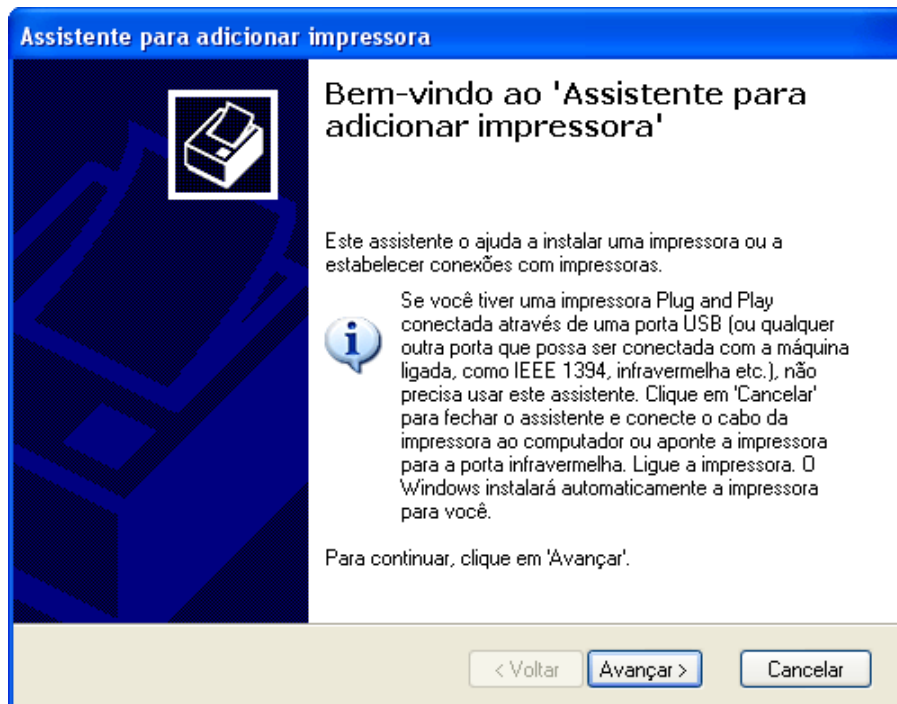 Assistente para adicionar impressora
Bem-vindo ao 'Assistente para
adicionar impressora'
Este assistente o ajuda a instalar uma impressora ou a
estabelecer conexões com impressoras.
Se você tiver uma impressora Plug and Play
conectada através de uma porta USB (ou qualquer
outra porta que possa ser conectada com a máquina
ligada, como IEEE 1394, infravermelha etc.), não
precisa usar este assistente. Clique em 'Cancelar'
para fechar o assistente e conecte o cabo da
impressora ao computador ou aponte a impressora
para a porta infravermelha. Ligue a impressora. O
Windows instalará automaticamente a impressora
para você.
Para continuar, clique em 'Avançar'.
< Voltar
Avançar >
Cancelar